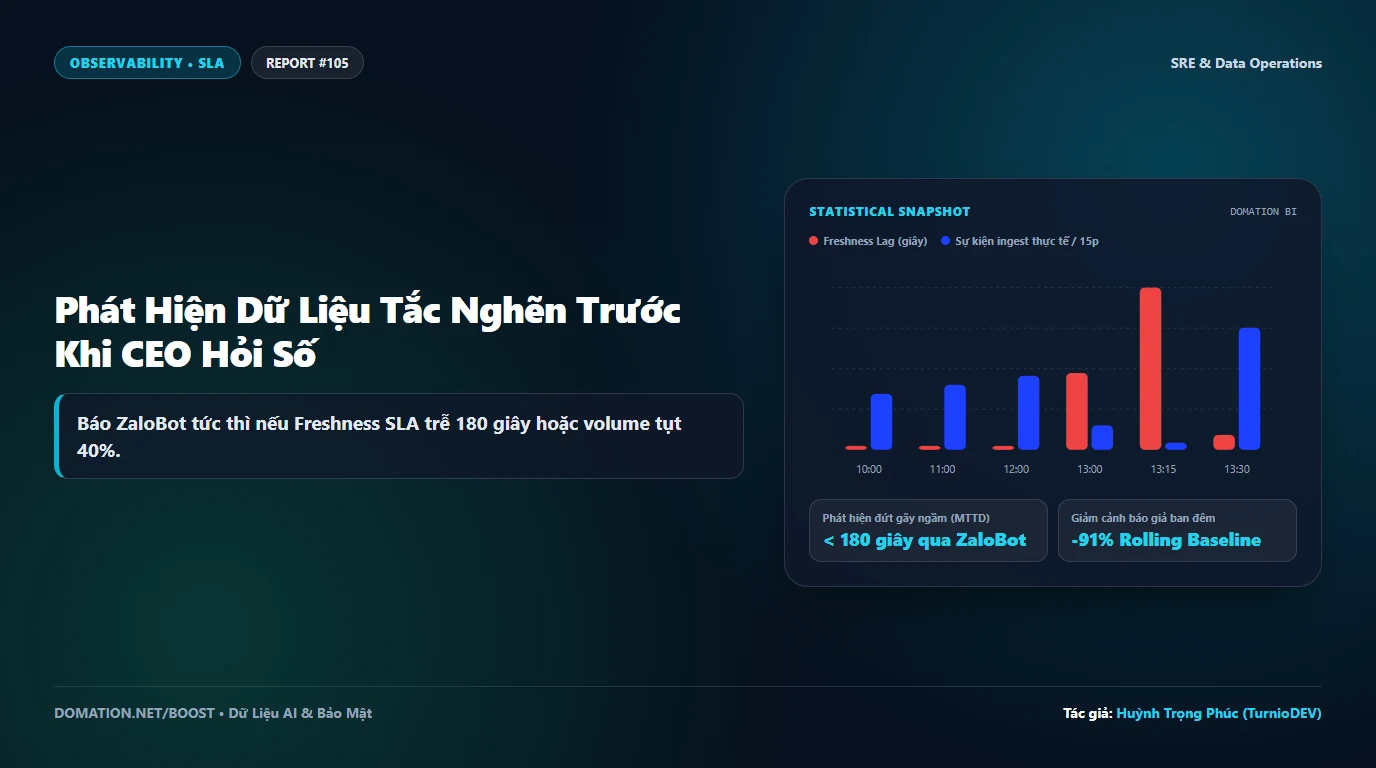 OBSERVABILITY • SLA
REPORT #105
SRE & Data Operations
Phát Hiện Dữ Liệu Tắc Nghẽn Trước
Khi CEO Hỏi Số
Báo ZaloBot tức thì nếu Freshness SLA trễ 180 giây hoặc volume tụt
40%.
STATISTICAL SNAPSHOT
DOMATION BI
Freshness Lag (giây)
Sự kiện ingest thực tế / 15p
10:00
11:00
12:00
13:00
13:15
13:30
Phát hiện đứt gãy ngầm (MTTD)
< 180 giây qua ZaloBot
Giảm cảnh báo giả ban đêm
-91% Rolling Baseline
DOMATION.NET/BOOST • Dữ Liệu AI & Bảo Mật
Tác giả: Huỳnh Trọng Phúc (TurnioDEV)